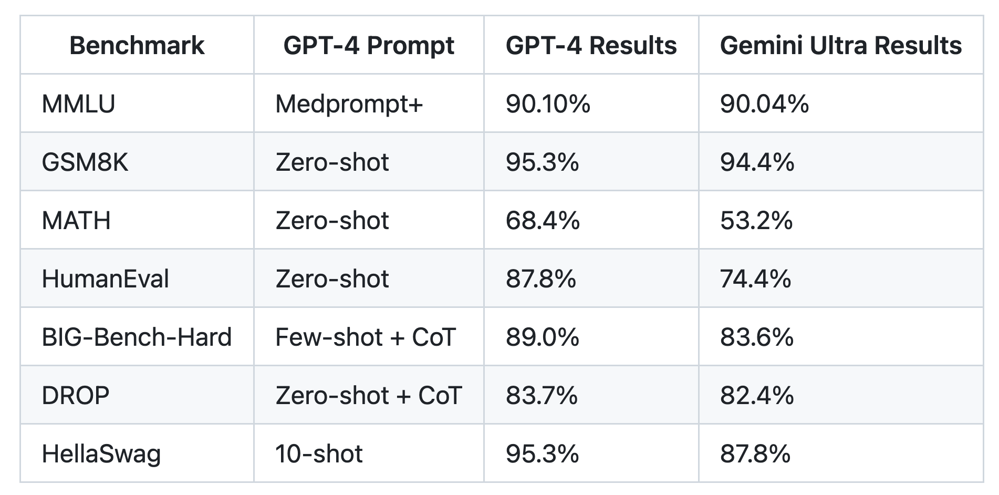 Benchmark GPT-4 Prompt GPT-4 Results Gemini Ultra Results
MMLU Medprompt+ 90.10% 90.04%
GSM8K Zero-shot 95.3% 94.4%
MATH Zero-shot 68.4% 53.2%
HumanEval Zero-shot 87.8% 74.4%
BIG-Bench-Hard Few-shot + CoT 89.0% 83.6%
DROP Zero-shot + CoT 83.7% 82.4%
HellaSwag 10-shot 95.3% 87.8%